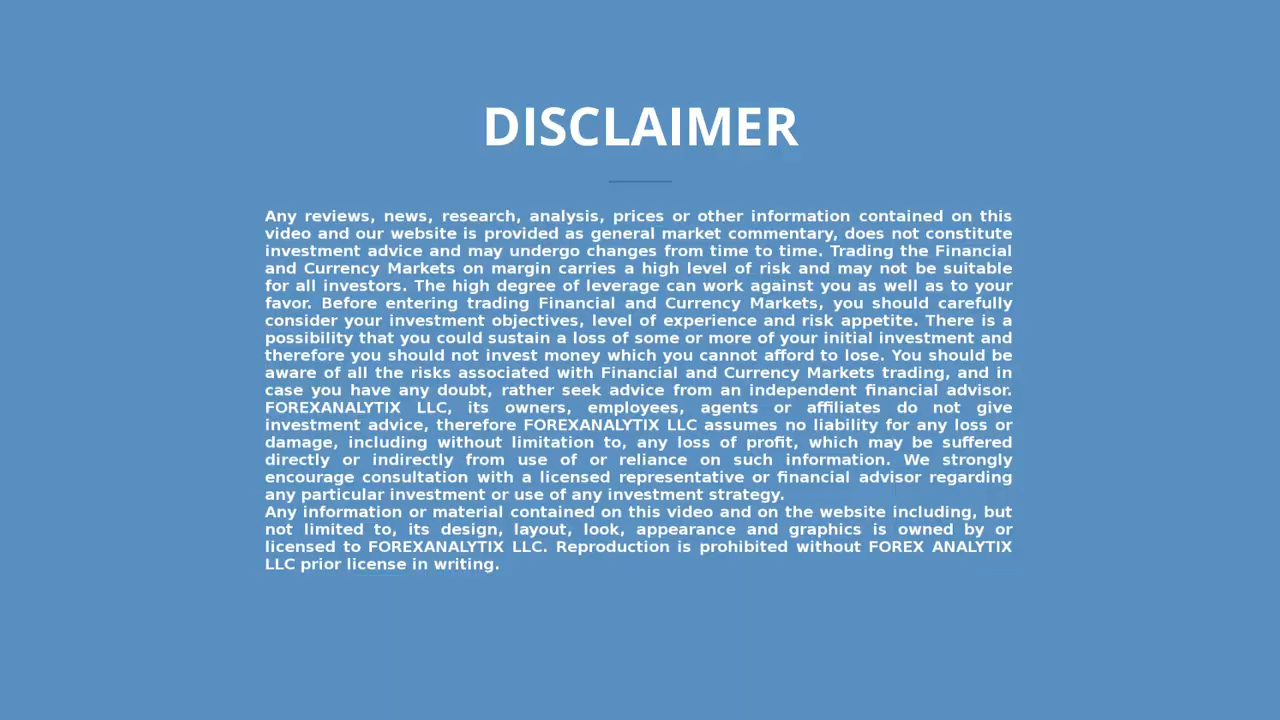 DISCLAIMER
Any reviews, news, research, analysis, prices or other information contained on this
video and our website is provided as general market commentary, does not constitute
investment advice and may undergo changes from time to time. Trading the Financial
and Currency Markets on margin carries a high level of risk and may not be suitable
for all investors. The high degree of leverage can work against you as well as to your
favor. Before entering trading Financial and Currency Markets, you should carefully
consider your investment objectives, level of experience and risk appetite. There is a
possibility that you could sustain a loss of some or more of your initial investment and
therefore you should not invest money which you cannot afford to lose. You should be
aware of all the risks associated with Financial and Currency Markets trading, and in
case you have any doubt, rather seek advice from an independent financial advisor.
FOREXANALYTIX LLC, its owners, employees, agents or affiliates do not give
investment advice, therefore FOREXANALYTIX LLC assumes no liability for any loss or
damage, including without limitation to, any loss of profit, which may be suffered
directly or indirectly from use of or reliance on such information. We strongly
encourage consultation with a licensed representative or financial advisor regarding
any particular investment or use of any investment strategy.
Any information or material contained on this video and on the website including, but
not limited to, its design, layout, look, appearance and graphics is owned by or
licensed to FOREXANALYTIX LLC. Reproduction is prohibited without FOREX ANALYTIX
LLC prior license in writing.